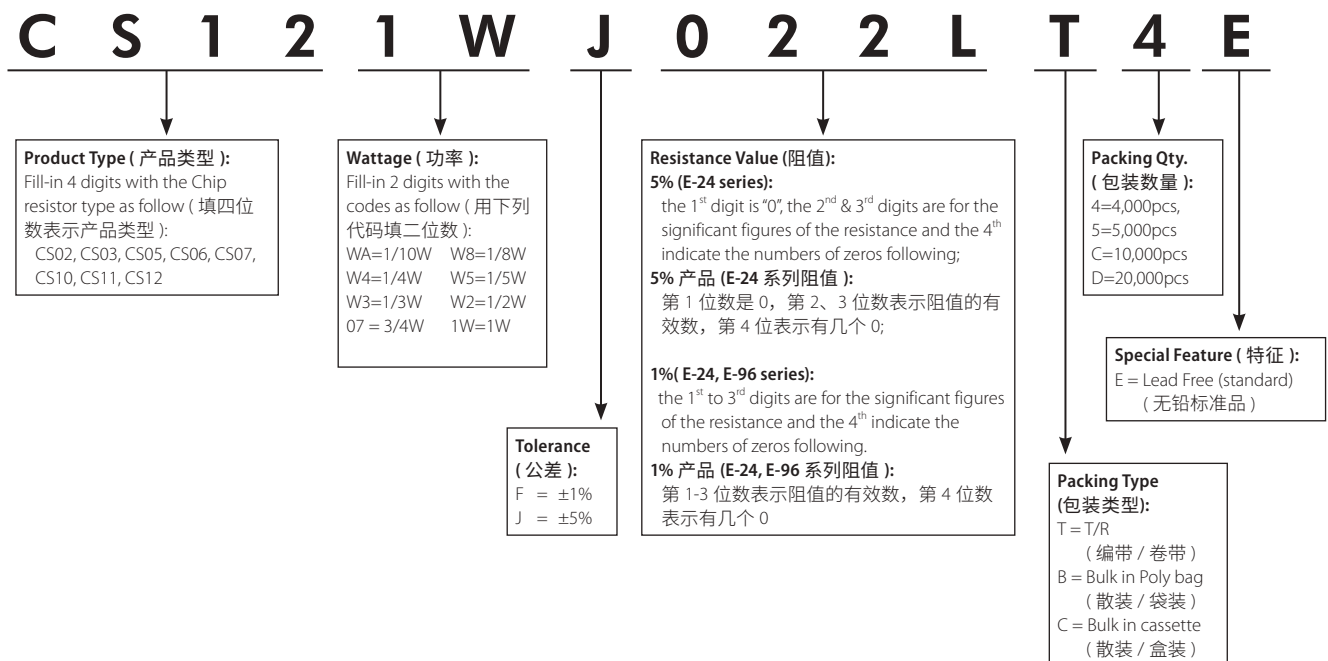 C S 1 2 1 W J 0 2 2 L T 4 E
Product Type ( 产品类型 ):
Fill-in 4 digits with the Chip
resistor type as follow ( 填四位
数表示产品类型 ):
CS02, CS03, CS05, CS06, CS07,
CS10, CS11, CS12
Wattage ( 功率 ):
Fill-in 2 digits with the
codes as follow ( 用下列
代码填二位数 ):
WA=1/10W W8=1/8W
W4=1/4W W5=1/5W
W3=1/3W W2=1/2W
07 = 3/4W 1W=1W
Tolerance
( 公差 ):
F = ±1%
J = ±5%
Resistance Value (阻值):
5% (E-24 series):
the 1st digit is "0", the 2nd & 3rd digits are for the
significant figures of the resistance and the 4th
indicate the numbers of zeros following;
5% 产品 (E-24 系列阻值 ):
第 1 位数是 0，第 2、3 位数表示阻值的有
效数，第 4 位表示有几个 0;
1%( E-24, E-96 series):
the 1st to 3rd digits are for the significant figures
of the resistance and the 4th indicate the
numbers of zeros following.
1% 产品 (E-24, E-96 系列阻值 ):
第 1-3 位数表示阻值的有效数，第 4 位数
表示有几个 0
Packing Qty.
( 包装数量 ):
4=4,000pcs,
5=5,000pcs
C=10,000pcs
D=20,000pcs
Special Feature ( 特征 ):
E = Lead Free (standard)
( 无铅标准品 )
Packing Type
(包装类型):
T = T/R
( 编带 / 卷带 )
B = Bulk in Poly bag
( 散装 / 袋装 )
C = Bulk in cassette
( 散装 / 盒装 )